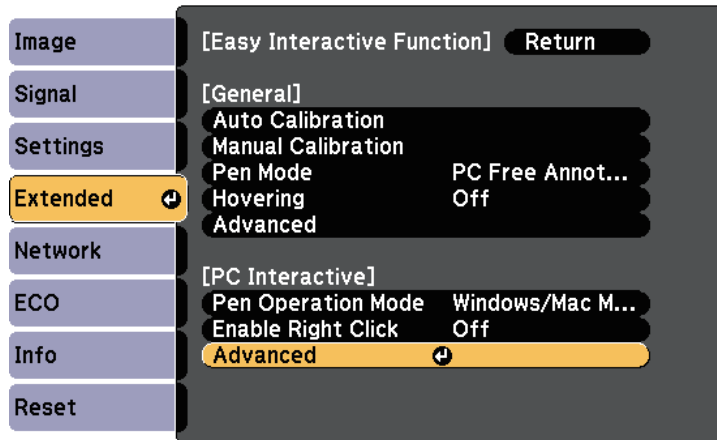 Image
Signal
Settings
Extended
Network
ECO
Info
Reset
[Easy Interactive Function] Return
[General]
Auto Calibration
Manual Calibration
Pen Mode PC Free Annot...
Hovering Off
Advanced
[PC Interactive]
Pen Operation Mode Windows/Mac M...
Enable Right Click Off
Advanced